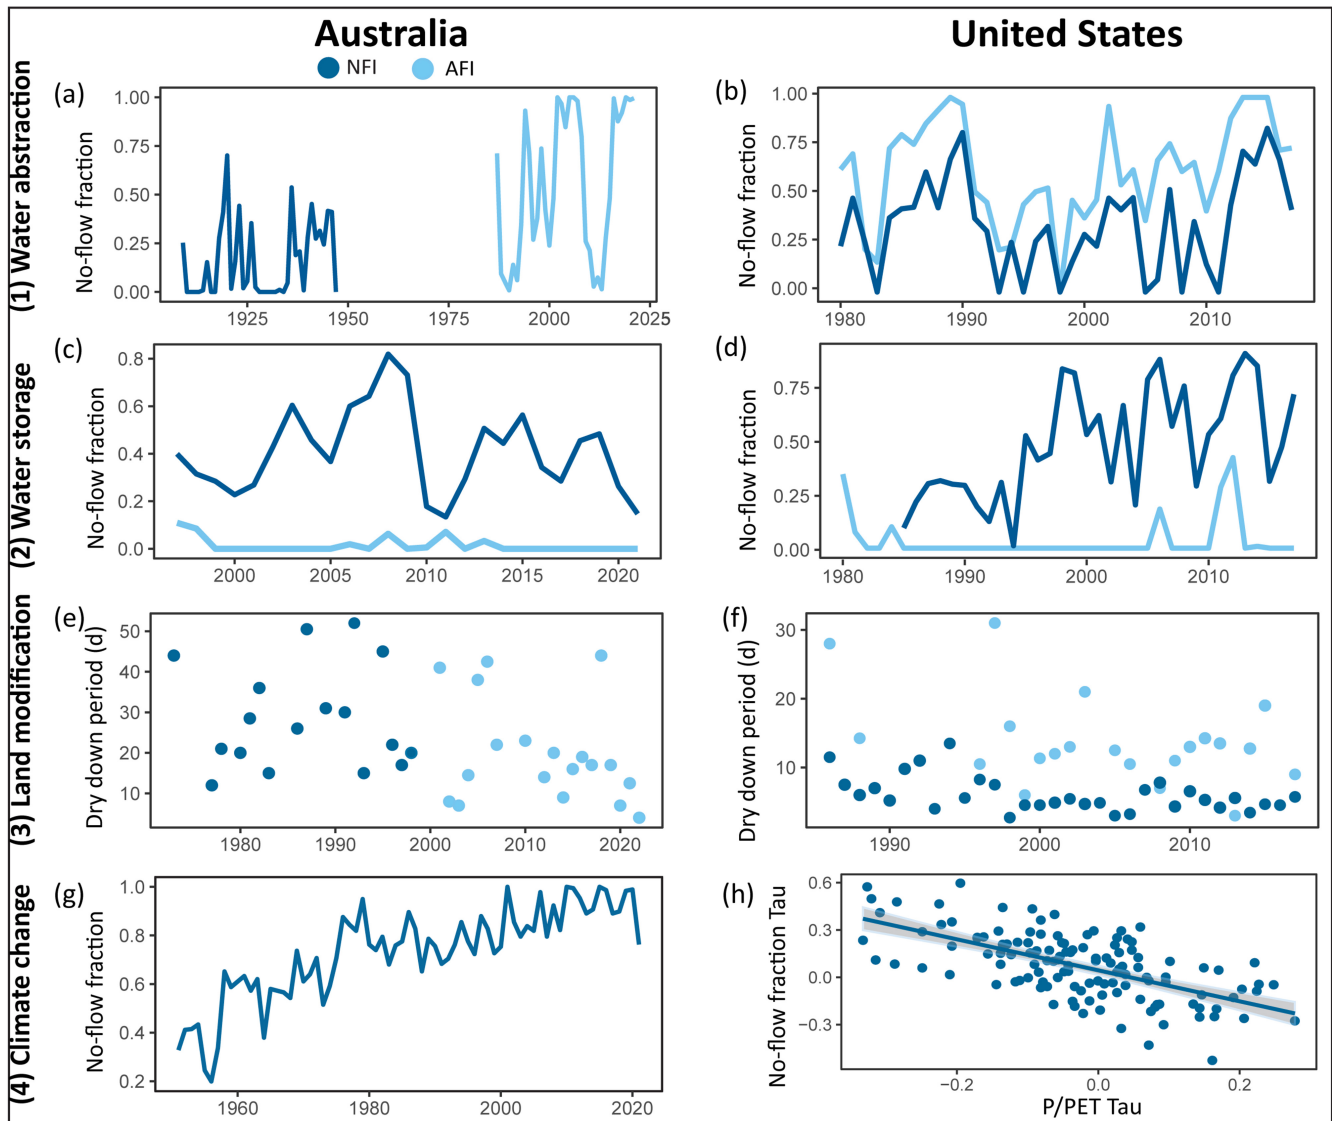 Australia
United States
NFI AFI
(1) Water abstraction
(a)
No-flow fraction
1.00
0.75
0.50
0.25
0.00
1925 1950 1975 2000 2025
(b)
No-flow fraction
1.00
0.75
0.50
0.25
0.00
1980 1990 2000 2010
(2) Water storage
(c)
No-flow fraction
0.8
0.6
0.4
0.2
0.0
2000 2005 2010 2015 2020
(d)
No-flow fraction
0.75
0.50
0.25
0.00
1980 1990 2000 2010
(3) Land modification
(e)
Dry down period (d)
50
40
30
20
10
1980 1990 2000 2010 2020
(f)
Dry down period (d)
30
20
10
1990 2000 2010
(4) Climate change
(g)
No-flow fraction
1.0
0.8
0.6
0.4
0.2
1960 1980 2000 2020
(h)
No-flow fraction Tau
0.6
0.3
0.0
−0.3
−0.2 0.0 0.2
P/PET Tau